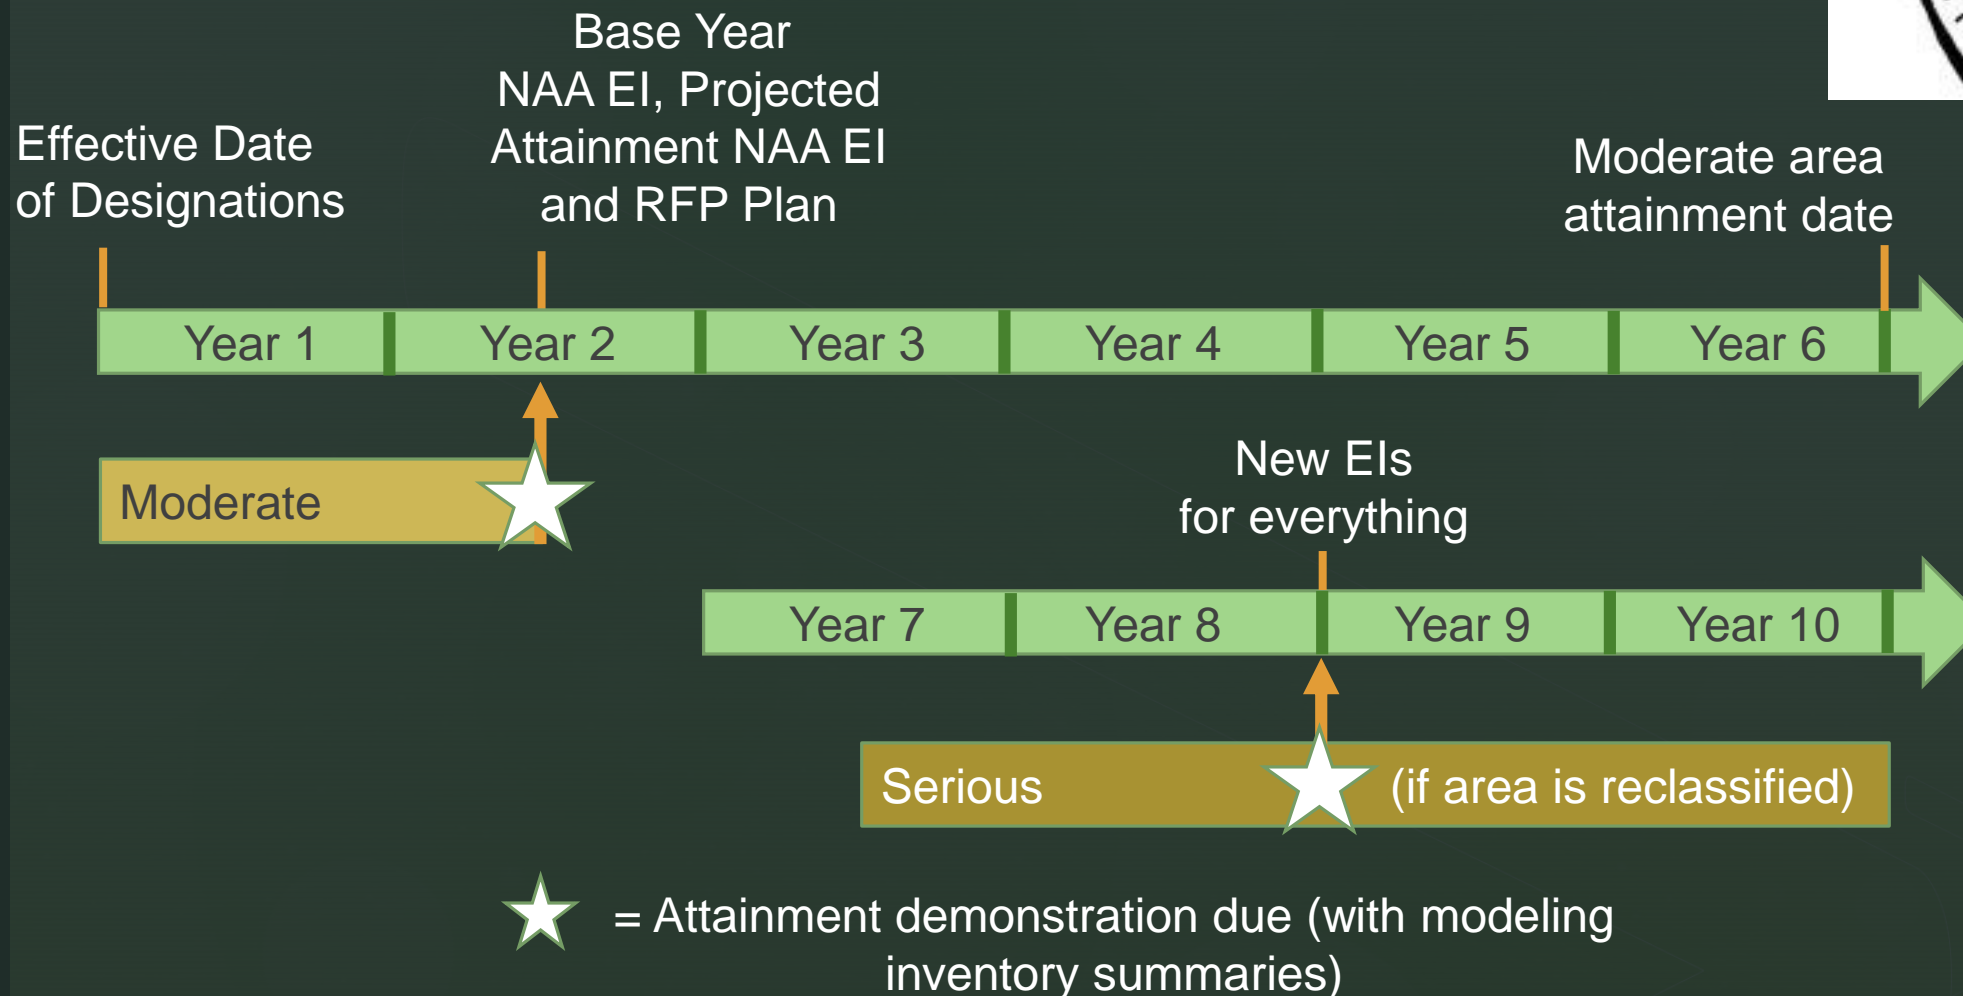 Base Year
NAA EI, Projected
Attainment NAA EI
and RFP Plan
Effective Date
of Designations
Moderate area
attainment date
Year 1
Year 2
Year 3
Year 4
Year 5
Year 6
Moderate
New EIs
for everything
Year 7
Year 8
Year 9
Year 10
Serious
(if area is reclassified)
= Attainment demonstration due (with modeling
inventory summaries)